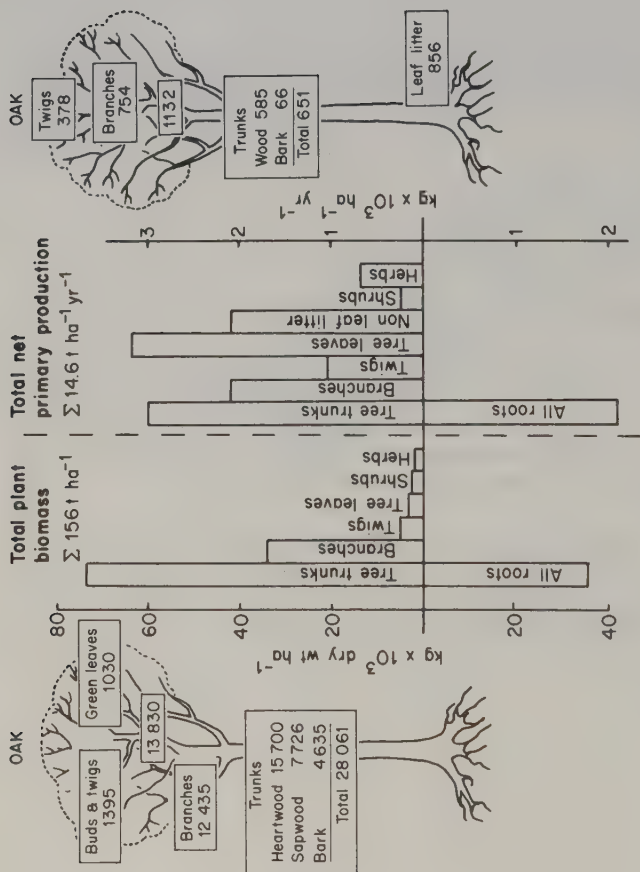 OAK
Buds & twigs
1395
Green leaves
1030
13 830
Branches
12 435
Trunks
Heartwood 15 700
Sapwood 7726
Bark 4635
Total 28 061
Total plant
biomass
Σ 156 t ha⁻¹
80
60
40
20
20
40
kg x 10³ dry wt ha⁻¹
Tree trunks
Branches
Twigs
Tree leaves
Shrubs
Herbs
All roots
Total net
primary production
Σ 14.6 t ha⁻¹ yr⁻¹
Tree trunks
Branches
Twigs
Tree leaves
Non leaf litter
Shrubs
Herbs
All roots
3
2
1
1
2
kg x 10³ ha⁻¹ yr⁻¹
OAK
Twigs
378
Branches
754
1132
Trunks
Wood 585
Bark 66
Total 651
Leaf litter
856